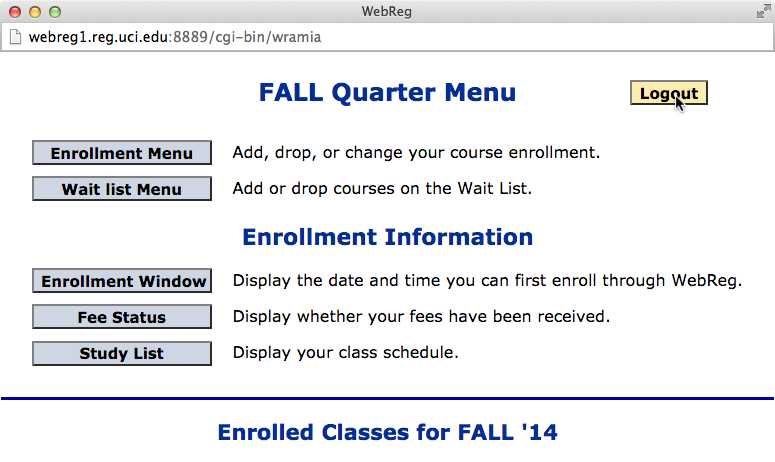 WebReg
webreg1.reg.uci.edu:8889/cgi-bin/wramia
FALL Quarter Menu
Logout
Enrollment Menu Add, drop, or change your course enrollment.
Wait list Menu Add or drop courses on the Wait List.
Enrollment Information
Enrollment Window Display the date and time you can first enroll through WebReg.
Fee Status Display whether your fees have been received.
Study List Display your class schedule.
Enrolled Classes for FALL '14